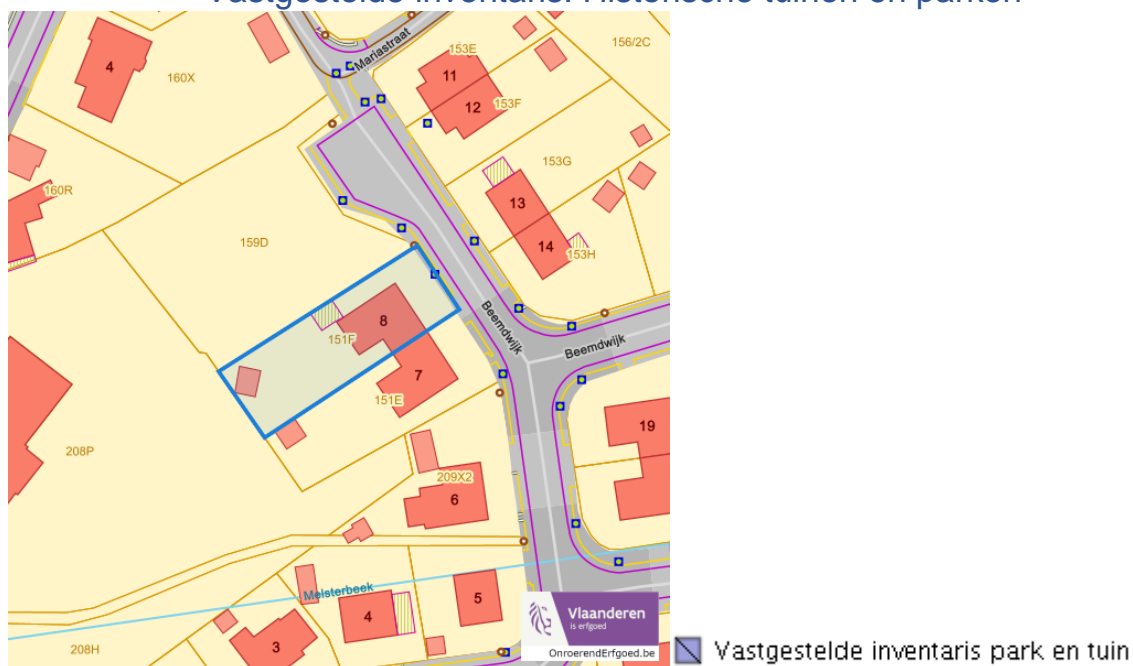 Vastgestelde inventaris: Historische tuinen en parken
4
160X
Mariastraat
153E
156/2C
11
12
153F
153G
160R
13
14
153H
159D
8
151F
Beemdwijk
Beemdwijk
7
151E
19
208P
209X2
6
Meisterbeek
4
5
3
208H
Vlaanderen
is erfgoed
OnroerendErfgoed.be
Vastgestelde inventaris park en tuin